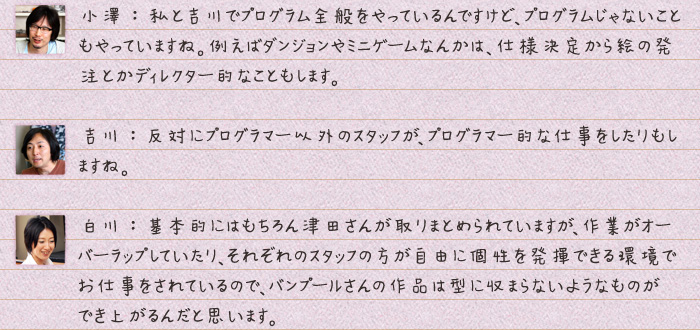 小澤：私と吉川でプログラム全般をやっているんですけど、プログラムじゃないこと
もやっていますね。例えばダンジョンやミニゲームなんかは、仕様決定から絵の発
注とかディレクター的なこともします。
吉川：反対にプログラマー以外のスタッフが、プログラマー的な仕事をしたりもし
ますね。
白川：基本的にはもちろん津田さんが取りまとめられていますが、作業がオー
バーラップしていたり、それぞれのスタッフの方が自由に個性を発揮できる環境で
お仕事をされているので、バンプールさんの作品は型に収まらないようなものが
でき上がるんだと思います。